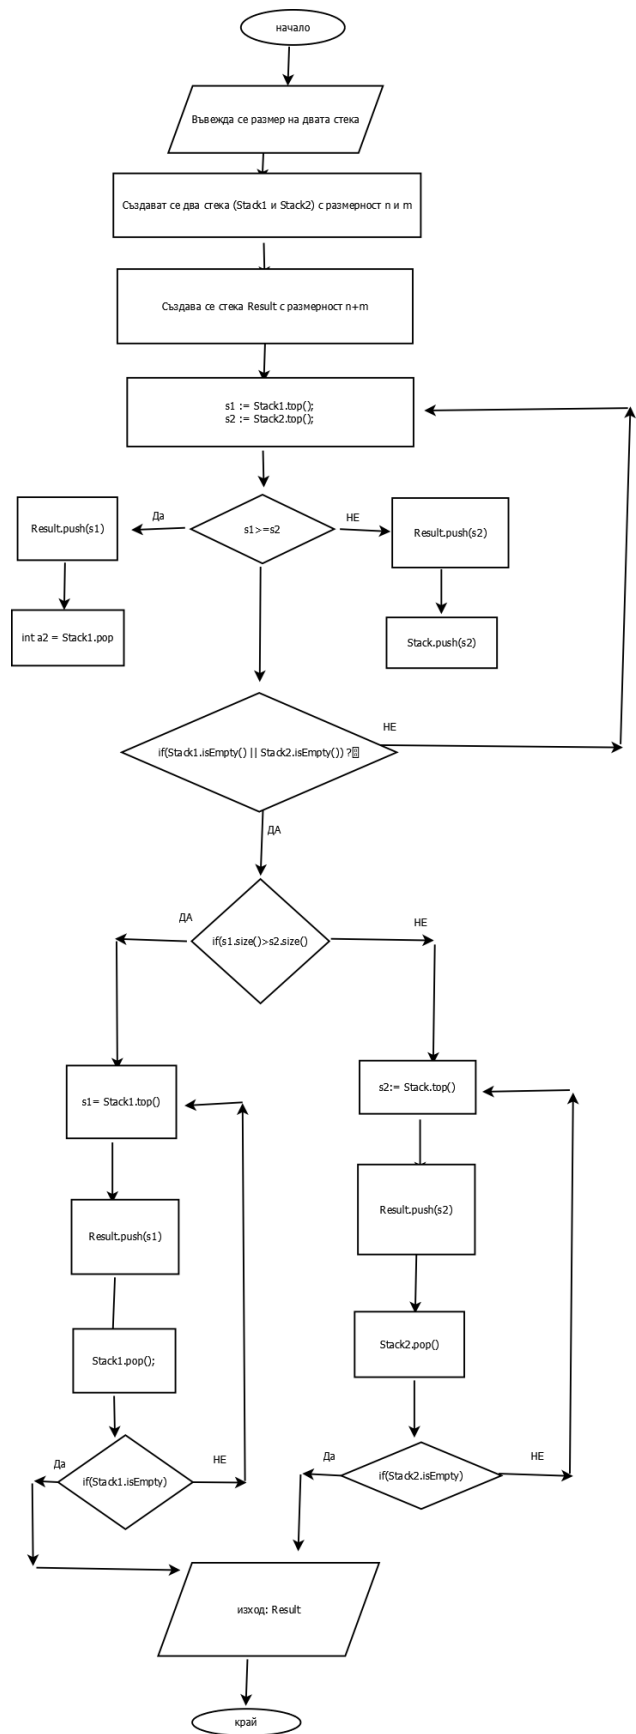 начало
Въвежда се размер на двата стека
Създават се два стека (Stack1 и Stack2) с размерност n и m
Създава се стека Result с размерност n+m
s1 := Stack1.top();
s2 := Stack2.top();
Да
s1>=s2
НЕ
Result.push(s1)
Result.push(s2)
int a2 = Stack1.pop
Stack.push(s2)
НЕ
if(Stack1.isEmpty() || Stack2.isEmpty()) ?
ДА
ДА
НЕ
if(s1.size()>s2.size()
s1= Stack1.top()
s2:= Stack.top()
Result.push(s1)
Result.push(s2)
Stack1.pop();
Stack2.pop()
Да
if(Stack1.isEmpty)
НЕ
Да
if(Stack2.isEmpty)
НЕ
изход: Result
край